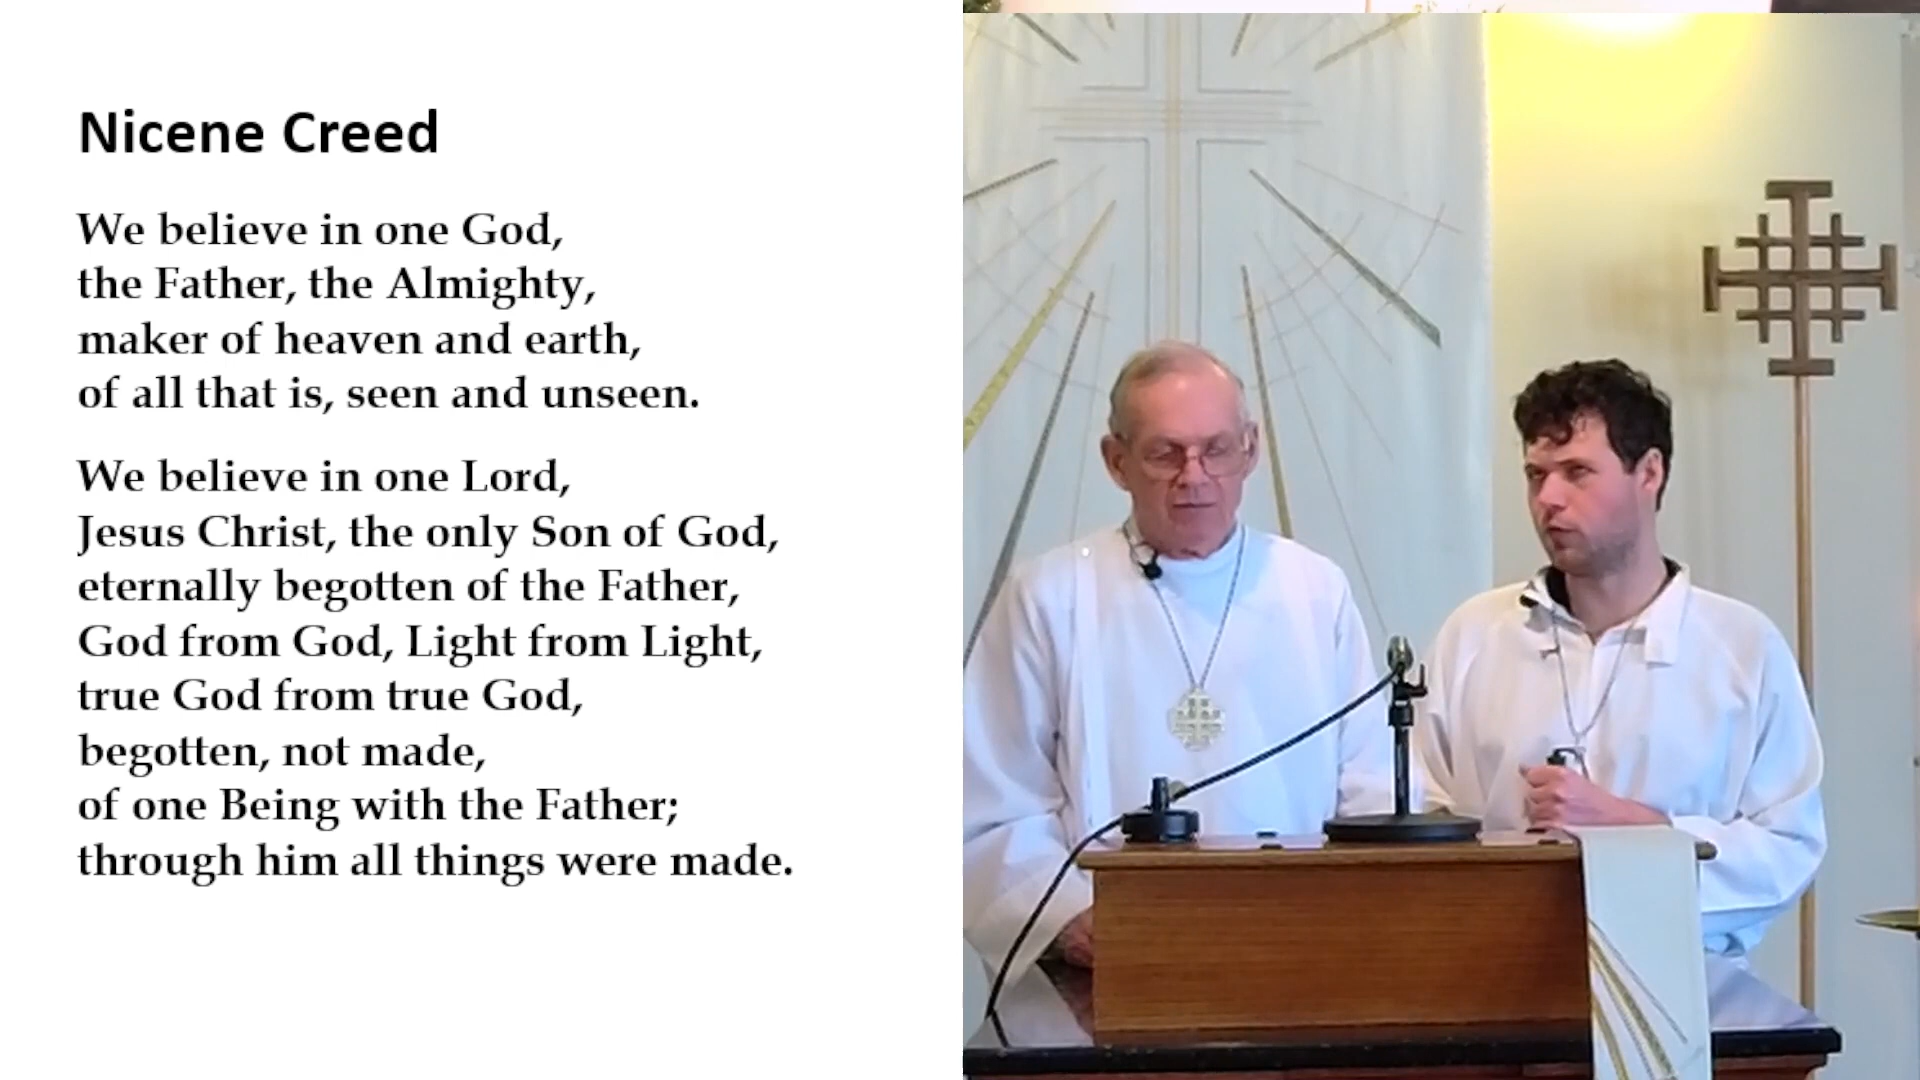 Nicene Creed
We believe in one God,
the Father, the Almighty,
maker of heaven and earth,
of all that is, seen and unseen.
We believe in one Lord,
Jesus Christ, the only Son of God,
eternally begotten of the Father,
God from God, Light from Light,
true God from true God,
begotten, not made,
of one Being with the Father;
through him all things were made.